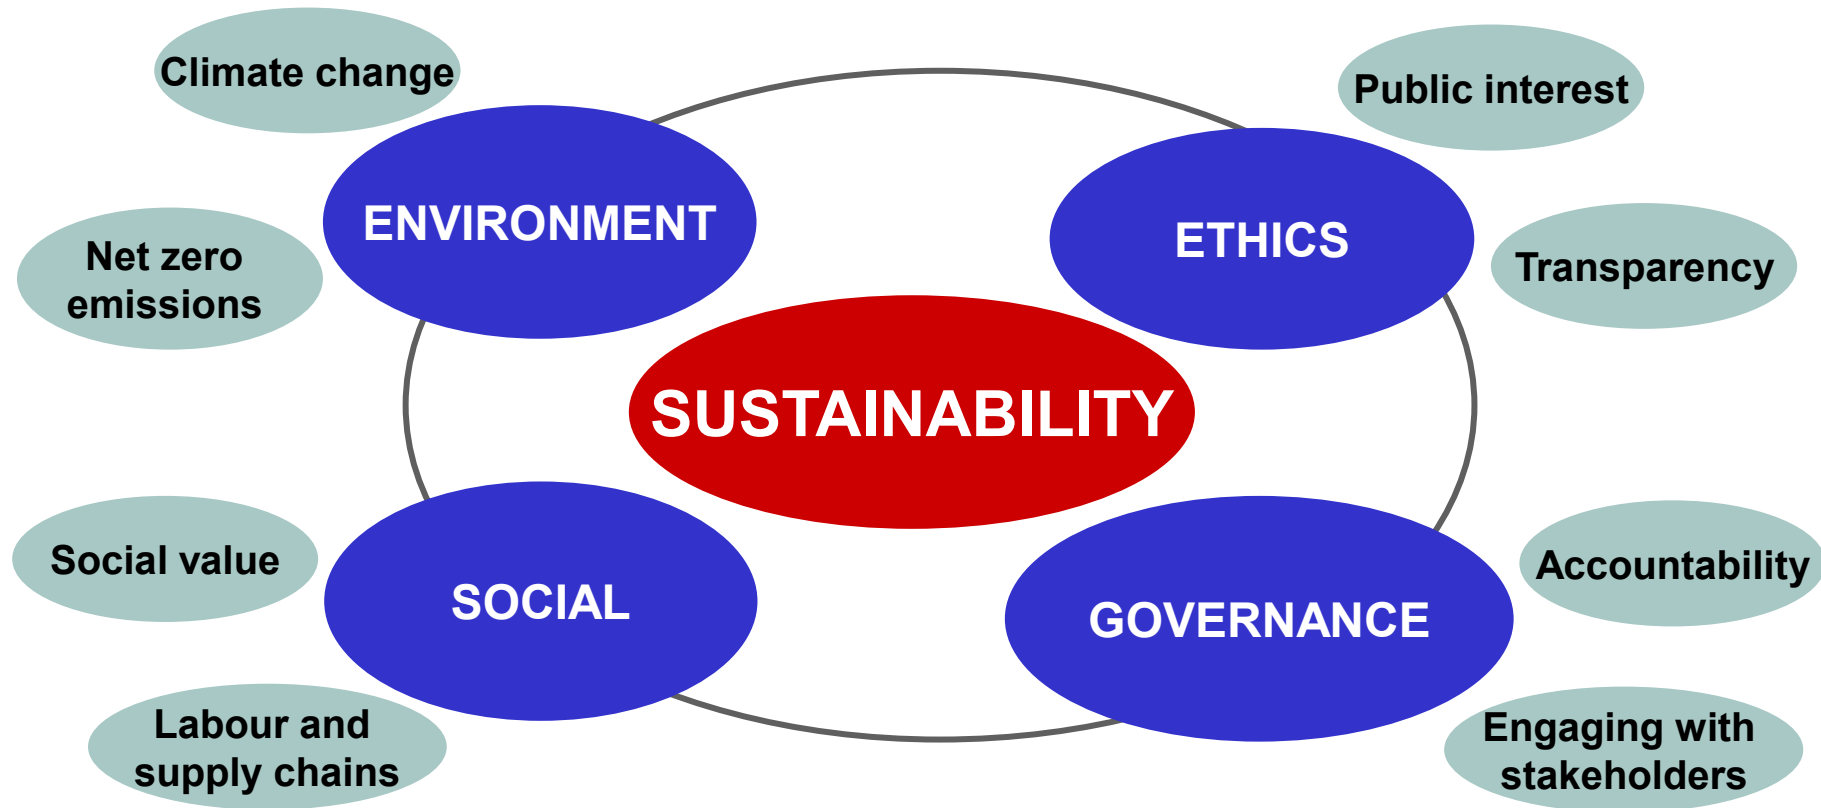 Climate change
Public interest
ENVIRONMENT
ETHICS
Net zero
emissions
Transparency
SUSTAINABILITY
Social value
Accountability
SOCIAL
GOVERNANCE
Labour and
supply chains
Engaging with
stakeholders